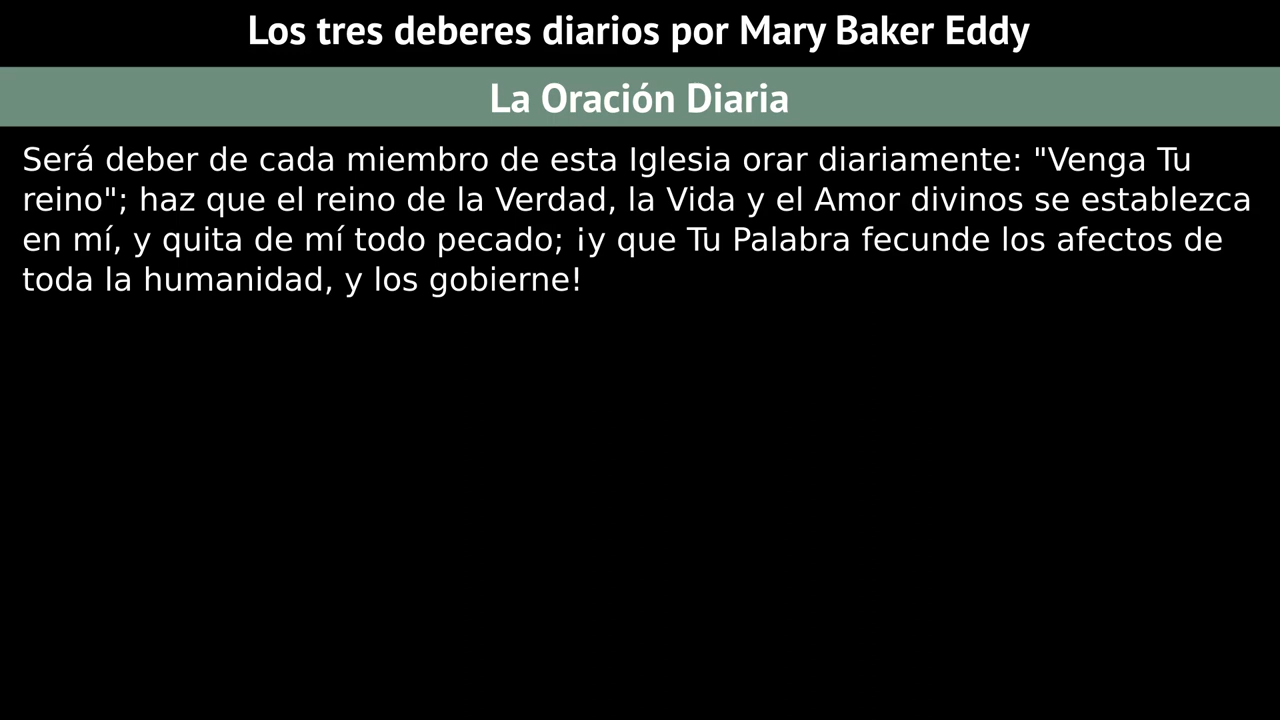 Los tres deberes diarios por Mary Baker Eddy
La Oración Diaria
Será deber de cada miembro de esta Iglesia orar diariamente: "Venga Tu
reino"; haz que el reino de la Verdad, la Vida y el Amor divinos se establezca
en mí, y quita de mí todo pecado; ¡y que Tu Palabra fecunde los afectos de
toda la humanidad, y los gobierne!